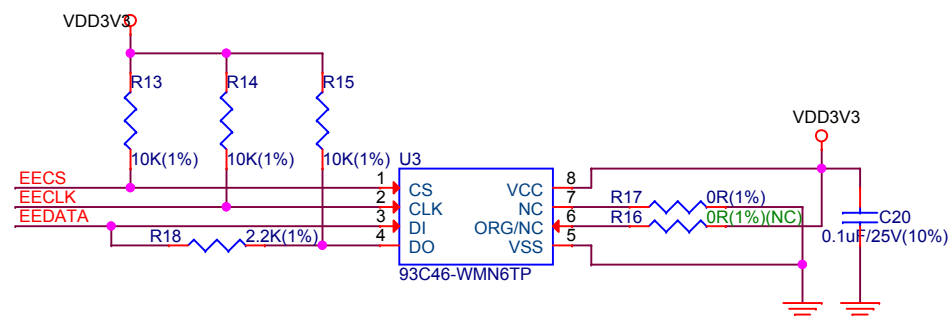 VDD3V3
R13
R14
R15
10K(1%)
10K(1%)
10K(1%)
U3
VDD3V3
EECS
1
CS
VCC
8
EECLK
2
CLK
NC
7
R17
0R(1%)
EEDATA
3
DI
ORG/NC
6
R16
0R(1%)(NC)
R18
2.2K(1%)
4
DO
VSS
5
C20
0.1uF/25V(10%)
93C46-WMN6TP